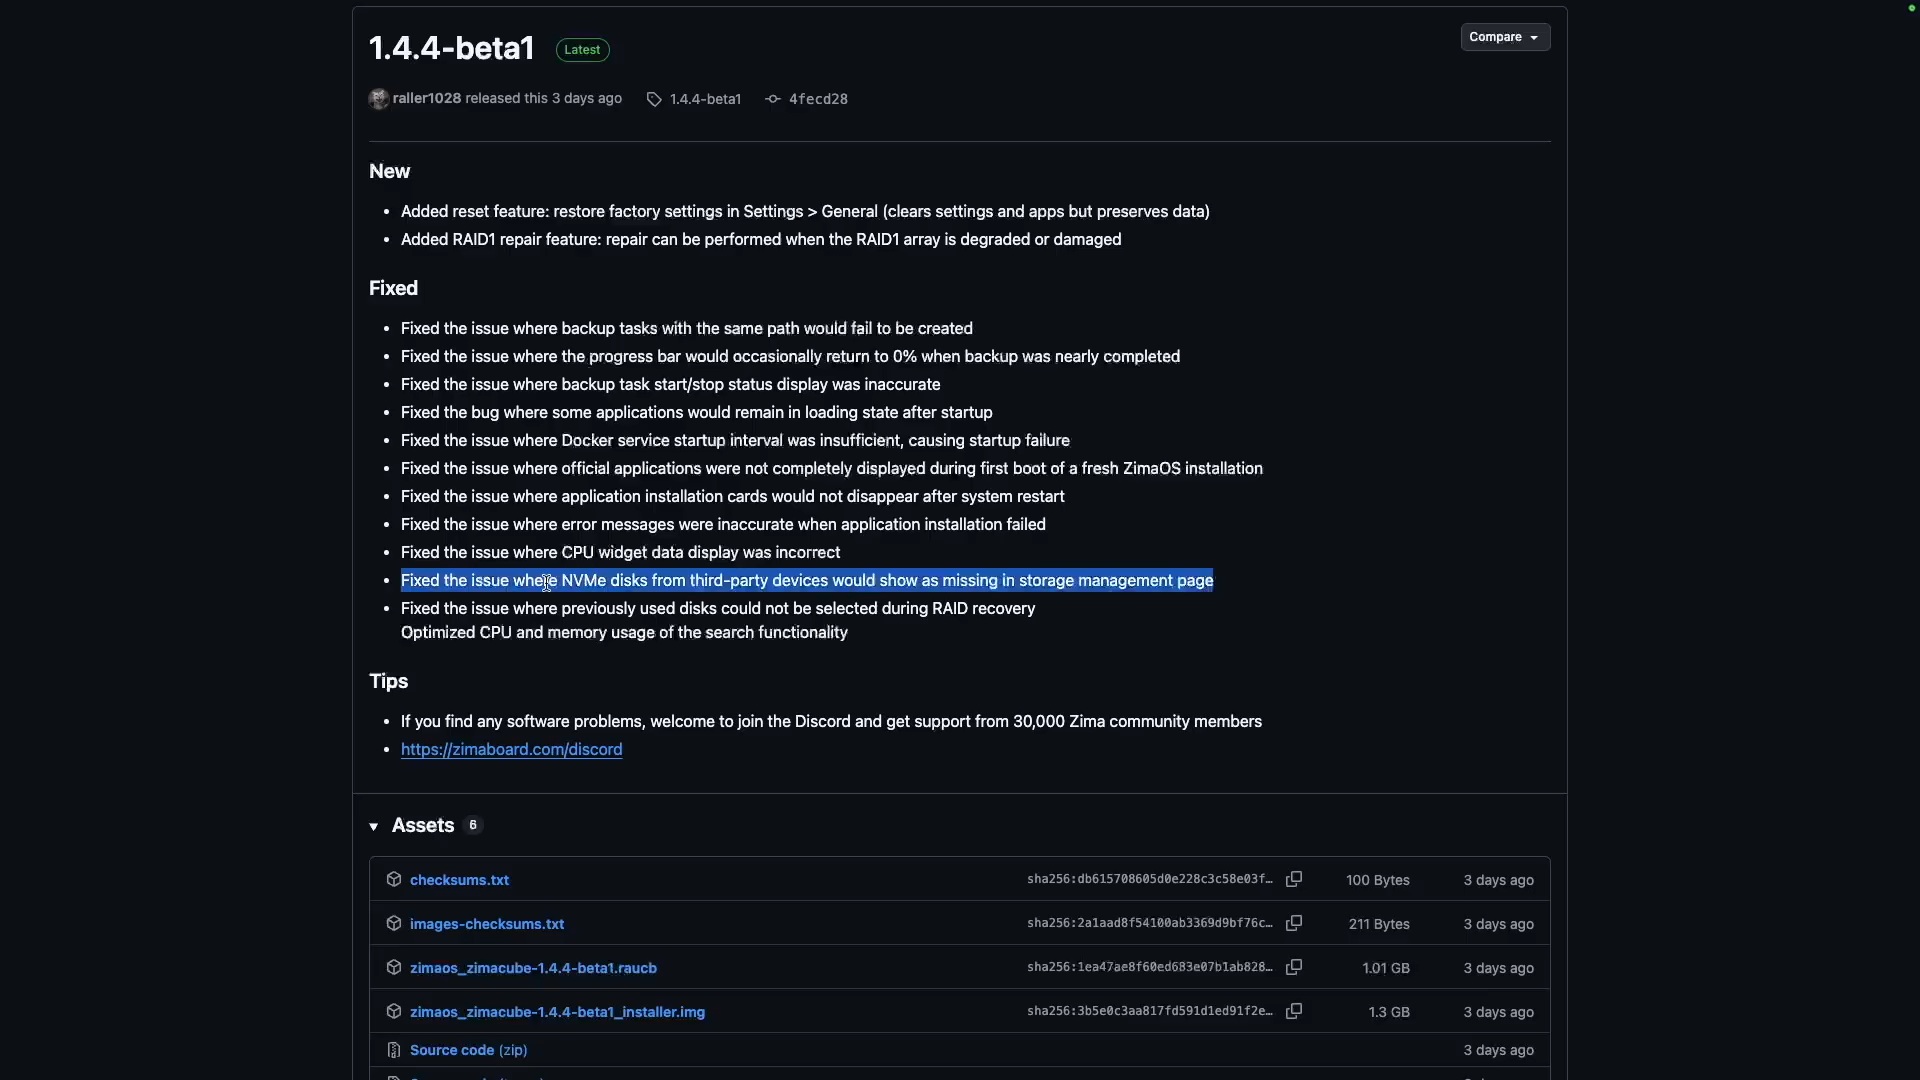 1.4.4-beta1 Latest
Compare
raller1028 released this 3 days ago 1.4.4-beta1 4fecd28
New
• Added reset feature: restore factory settings in Settings > General (clears settings and apps but preserves data)
• Added RAID1 repair feature: repair can be performed when the RAID1 array is degraded or damaged
Fixed
• Fixed the issue where backup tasks with the same path would fail to be created
• Fixed the issue where the progress bar would occasionally return to 0% when backup was nearly completed
• Fixed the issue where backup task start/stop status display was inaccurate
• Fixed the bug where some applications would remain in loading state after startup
• Fixed the issue where Docker service startup interval was insufficient, causing startup failure
• Fixed the issue where official applications were not completely displayed during first boot of a fresh ZimaOS installation
• Fixed the issue where application installation cards would not disappear after system restart
• Fixed the issue where error messages were inaccurate when application installation failed
• Fixed the issue where CPU widget data display was incorrect
• Fixed the issue where NVMe disks from third-party devices would show as missing in storage management page
• Fixed the issue where previously used disks could not be selected during RAID recovery
Optimized CPU and memory usage of the search functionality
Tips
• If you find any software problems, welcome to join the Discord and get support from 30,000 Zima community members
• https://zimaboard.com/discord
Assets 6
checksums.txt sha256:db615708605d0e228c3c58e03f… 100 Bytes 3 days ago
images-checksums.txt sha256:2a1aad8f54100ab3369d9bf76c… 211 Bytes 3 days ago
zimaos_zimacube-1.4.4-beta1.raucb sha256:1ea47ae8f60ed683e07b1ab828… 1.01 GB 3 days ago
zimaos_zimacube-1.4.4-beta1_installer.img sha256:3b5e0c3aa817fd591d1ed91f2e… 1.3 GB 3 days ago
Source code (zip) 3 days ago